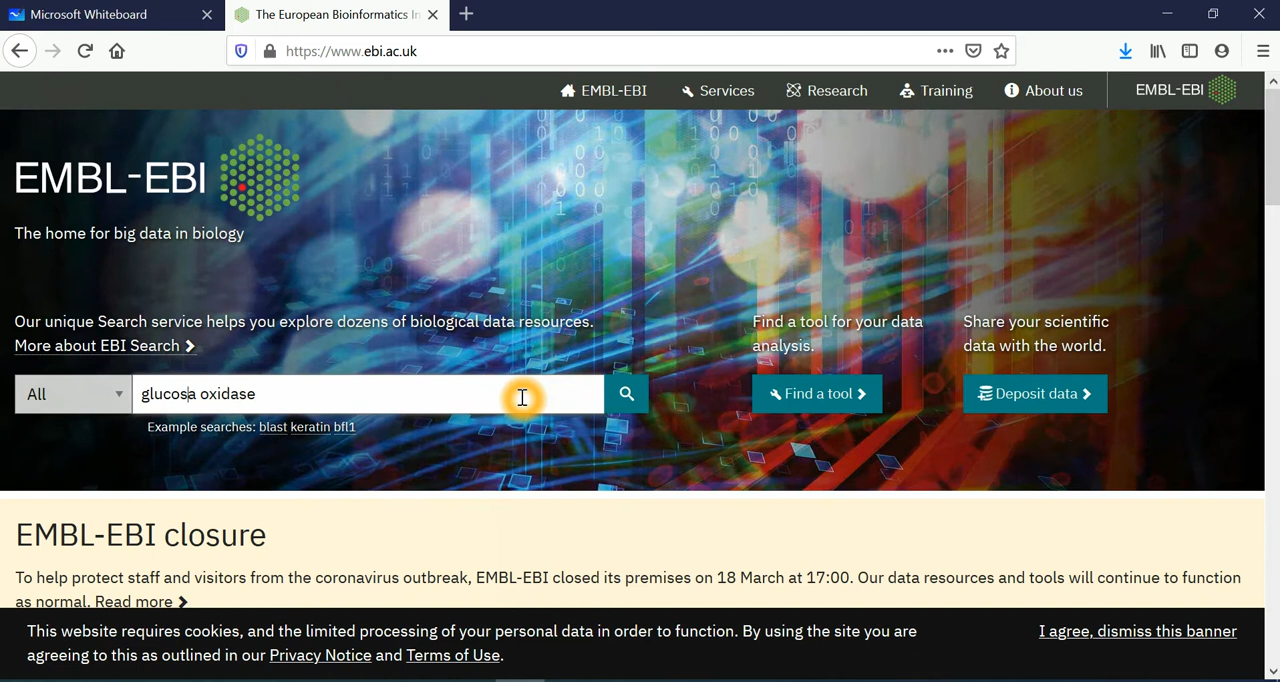 Microsoft Whiteboard
The European Bioinformatics In
https://www.ebi.ac.uk
EMBL-EBI
Services
Research
Training
About us
EMBL-EBI
EMBL-EBI
The home for big data in biology
Our unique Search service helps you explore dozens of biological data resources.
More about EBI Search
All
glucosa oxidase
Example searches: blast keratin bfl1
Find a tool for your data
analysis.
Find a tool
Share your scientific
data with the world.
Deposit data
EMBL-EBI closure
To help protect staff and visitors from the coronavirus outbreak, EMBL-EBI closed its premises on 18 March at 17:00. Our data resources and tools will continue to function
as normal. Read more
This website requires cookies, and the limited processing of your personal data in order to function. By using the site you are
agreeing to this as outlined in our Privacy Notice and Terms of Use.
I agree, dismiss this banner